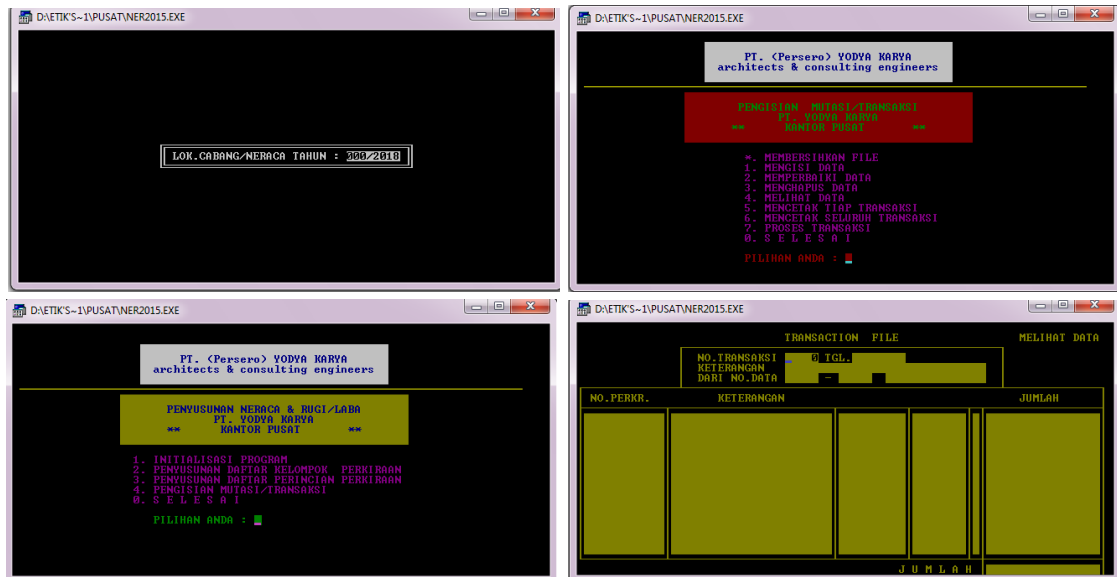 D:\ETIK'S~1\PUSAT\NER2015.EXE
LOK.CABANG/NERACA TAHUN : 000/2018
D:\ETIK'S~1\PUSAT\NER2015.EXE
PT. (Persero) YODYA KARYA
architects & consulting engineers
PENGISIAN MUTASI/TRANSAKSI
PT. YODYA KARYA
** KANTOR PUSAT **
*. MEMBERSIHKAN FILE
1. MENGISI DATA
2. MEMPERBAIKI DATA
3. MENGHAPUS DATA
4. MELIHAT DATA
5. MENCETAK TIAP TRANSAKSI
6. MENCETAK SELURUH TRANSAKSI
7. PROSES TRANSAKSI
0. S E L E S A I
PILIHAN ANDA :
D:\ETIK'S~1\PUSAT\NER2015.EXE
PT. (Persero) YODYA KARYA
architects & consulting engineers
PENYUSUNAN NERACA & RUGI/LABA
PT. YODYA KARYA
** KANTOR PUSAT **
1. INITIALISASI PROGRAM
2. PENYUSUNAN DAFTAR KELOMPOK PERKIRAAN
3. PENYUSUNAN DAFTAR PERINCIAN PERKIRAAN
4. PENGISIAN MUTASI/TRANSAKSI
0. S E L E S A I
PILIHAN ANDA :
D:\ETIK'S~1\PUSAT\NER2015.EXE
TRANSACTION FILE MELIHAT DATA
NO.TRANSAKSI 0 TGL.
KETERANGAN
DARI NO.DATA -
NO.PERKR. KETERANGAN JUMLAH
J U M L A H